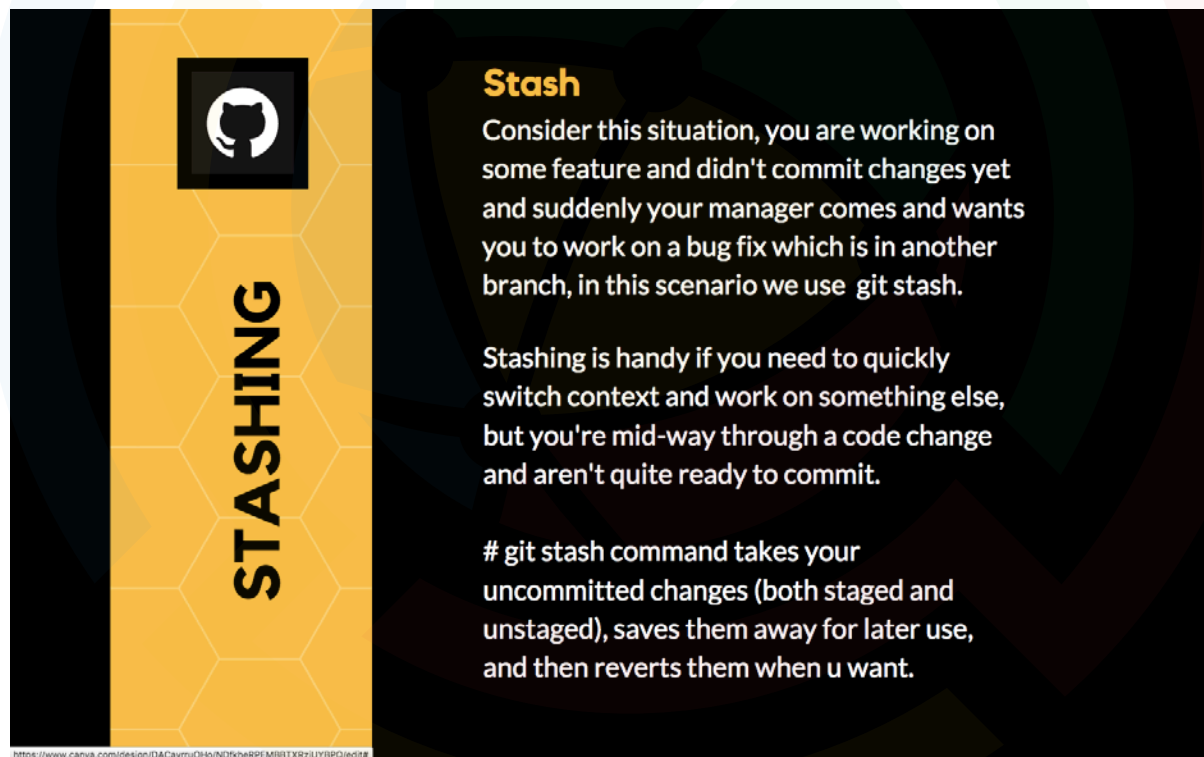 STASHING
Stash
Consider this situation, you are working on
some feature and didn't commit changes yet
and suddenly your manager comes and wants
you to work on a bug fix which is in another
branch, in this scenario we use git stash.
Stashing is handy if you need to quickly
switch context and work on something else,
but you're mid-way through a code change
and aren't quite ready to commit.
# git stash command takes your
uncommitted changes (both staged and
unstaged), saves them away for later use,
and then reverts them when u want.